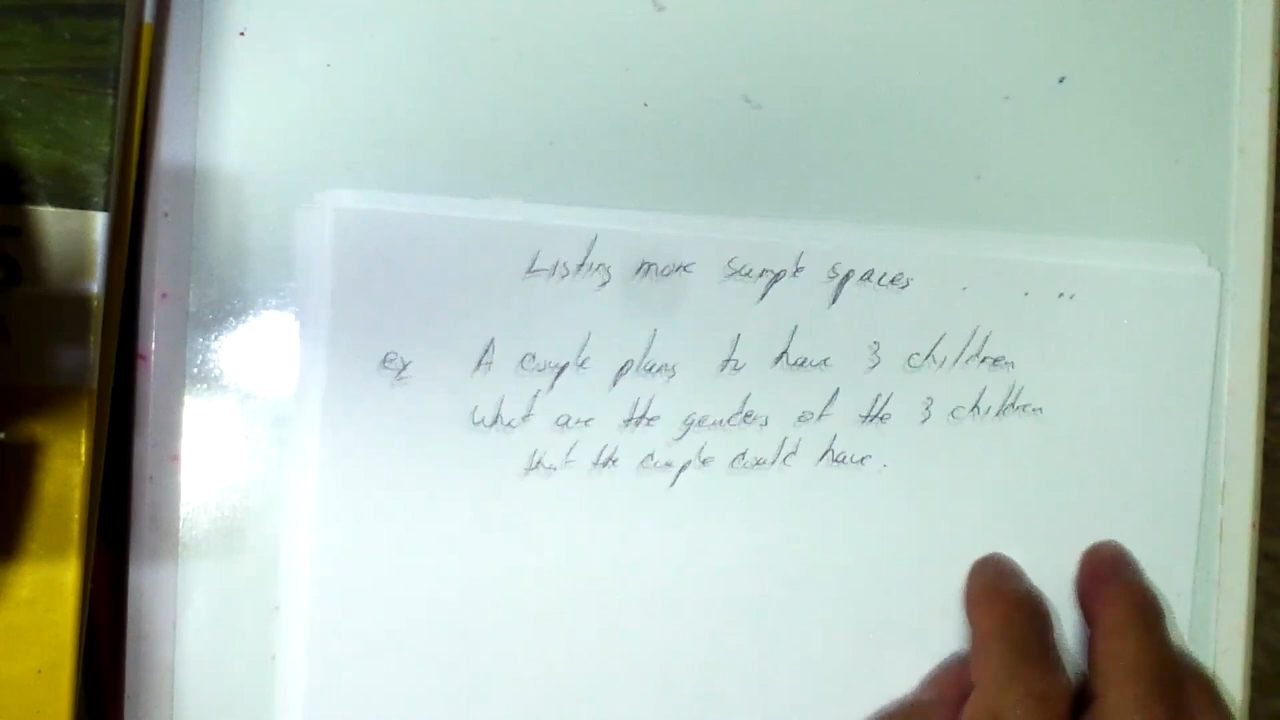 Listing more sample spaces . . . .
ex A couple plans to have 3 children
What are the genders of the 3 children
that the couple could have.